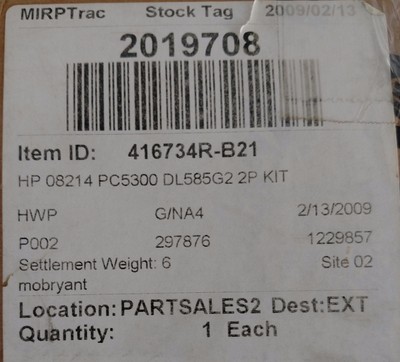 MIRPTrac Stock Tag 2009/02/13
2019708
Item ID: 416734R-B21
HP 08214 PC5300 DL585G2 2P KIT
HWP G/NA4 2/13/2009
P002 297876 1229857
Settlement Weight: 6 Site 02
mobryant
Location:PARTSALES2 Dest:EXT
Quantity: 1 Each